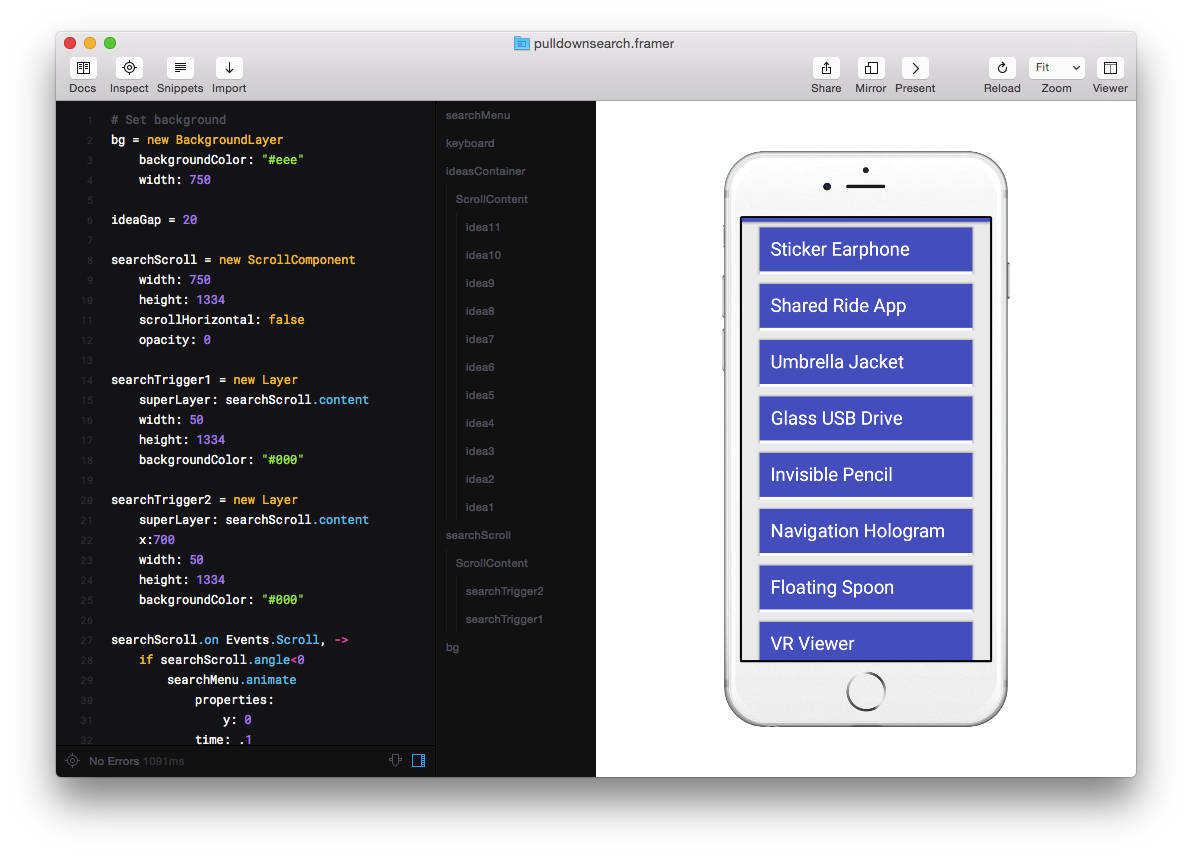 pulldownsearch.framer
Docs Inspect Snippets Import Share Mirror Present Reload Fit Zoom Viewer
1 # Set background
2 bg = new BackgroundLayer
3 backgroundColor: "#eee"
4 width: 750
5
6 ideaGap = 20
7
8 searchScroll = new ScrollComponent
9 width: 750
10 height: 1334
11 scrollHorizontal: false
12 opacity: 0
13
14 searchTrigger1 = new Layer
15 superLayer: searchScroll.content
16 width: 50
17 height: 1334
18 backgroundColor: "#000"
19
20 searchTrigger2 = new Layer
21 superLayer: searchScroll.content
22 x:700
23 width: 50
24 height: 1334
25 backgroundColor: "#000"
26
27 searchScroll.on Events.Scroll, ->
28 if searchScroll.angle<0
29 searchMenu.animate
30 properties:
31 y: 0
32 time: .1
No Errors 1091ms
searchMenu
keyboard
ideasContainer
ScrollContent
idea11
idea10
idea9
idea8
idea7
idea6
idea5
idea4
idea3
idea2
idea1
searchScroll
ScrollContent
searchTrigger2
searchTrigger1
bg
Sticker Earphone
Shared Ride App
Umbrella Jacket
Glass USB Drive
Invisible Pencil
Navigation Hologram
Floating Spoon
VR Viewer